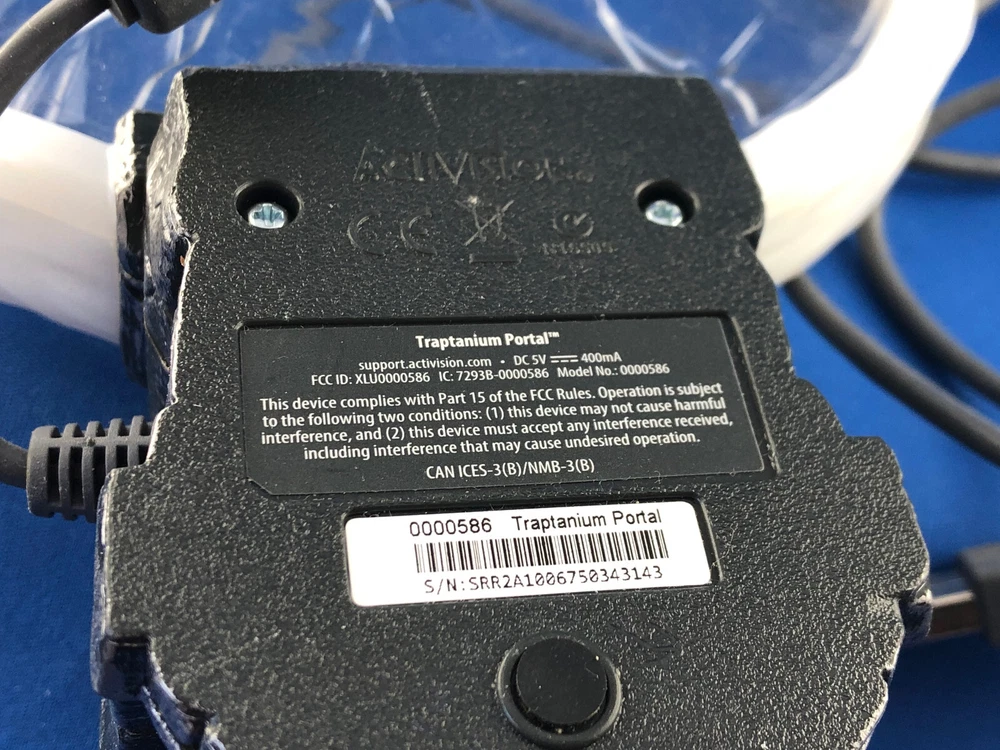 ACTIVISION
CE
N16509
Traptanium Portal™
support.activision.com • DC 5V ⎓ 400mA
FCC ID: XLU0000586 IC: 7293B-0000586 Model No.: 0000586
This device complies with Part 15 of the FCC Rules. Operation is subject
to the following two conditions: (1) this device may not cause harmful
interference, and (2) this device must accept any interference received,
including interference that may cause undesired operation.
CAN ICES-3(B)/NMB-3(B)
0000586 Traptanium Portal
S/N:SRR2A1006750343143